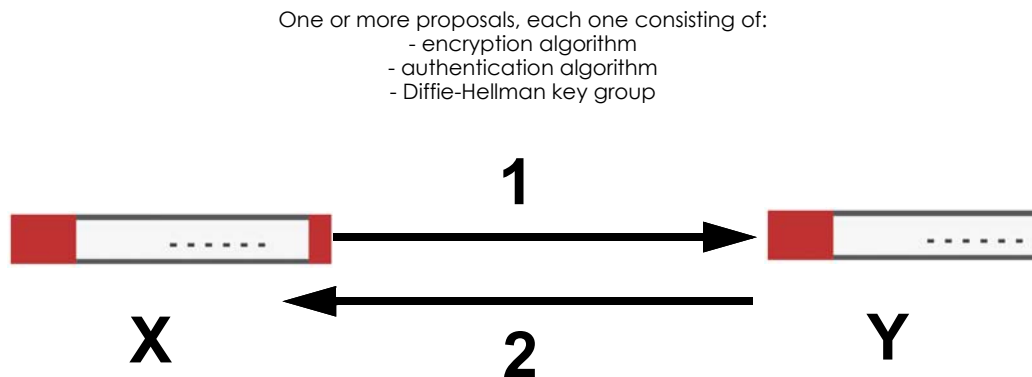 One or more proposals, each one consisting of:
- encryption algorithm
- authentication algorithm
- Diffie-Hellman key group
1
X
Y
2